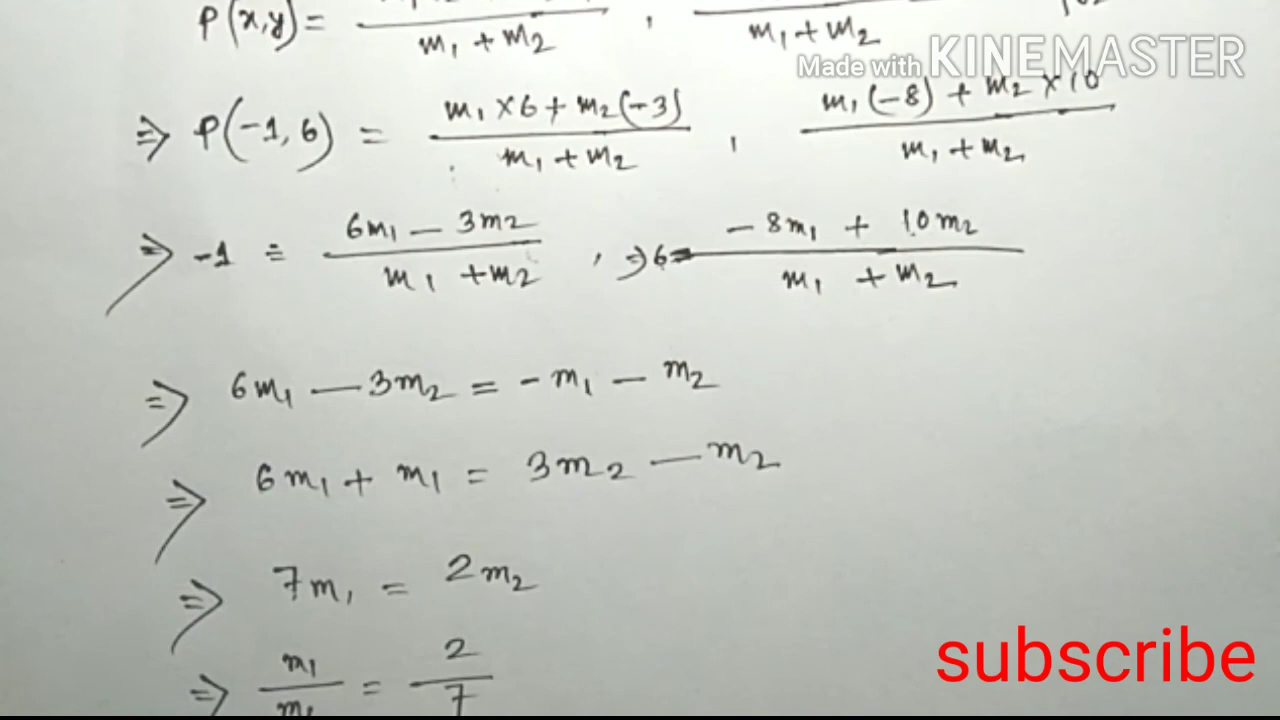 P(x,y) = / m₁ + m₂ , / m₁ + m₂
Made with KINEMASTER
⇒ P(-1, 6) = m₁ × 6 + m₂(-3) / m₁ + m₂ , m₁(-8) + m₂ × 10 / m₁ + m₂
⇒ -1 = 6m₁ - 3m₂ / m₁ + m₂ , ⇒ 6 = - 8m₁ + 10m₂ / m₁ + m₂
⇒ 6m₁ - 3m₂ = - m₁ - m₂
⇒ 6m₁ + m₁ = 3m₂ - m₂
⇒ 7m₁ = 2m₂
⇒ m₁ / = 2 / 7
subscribe